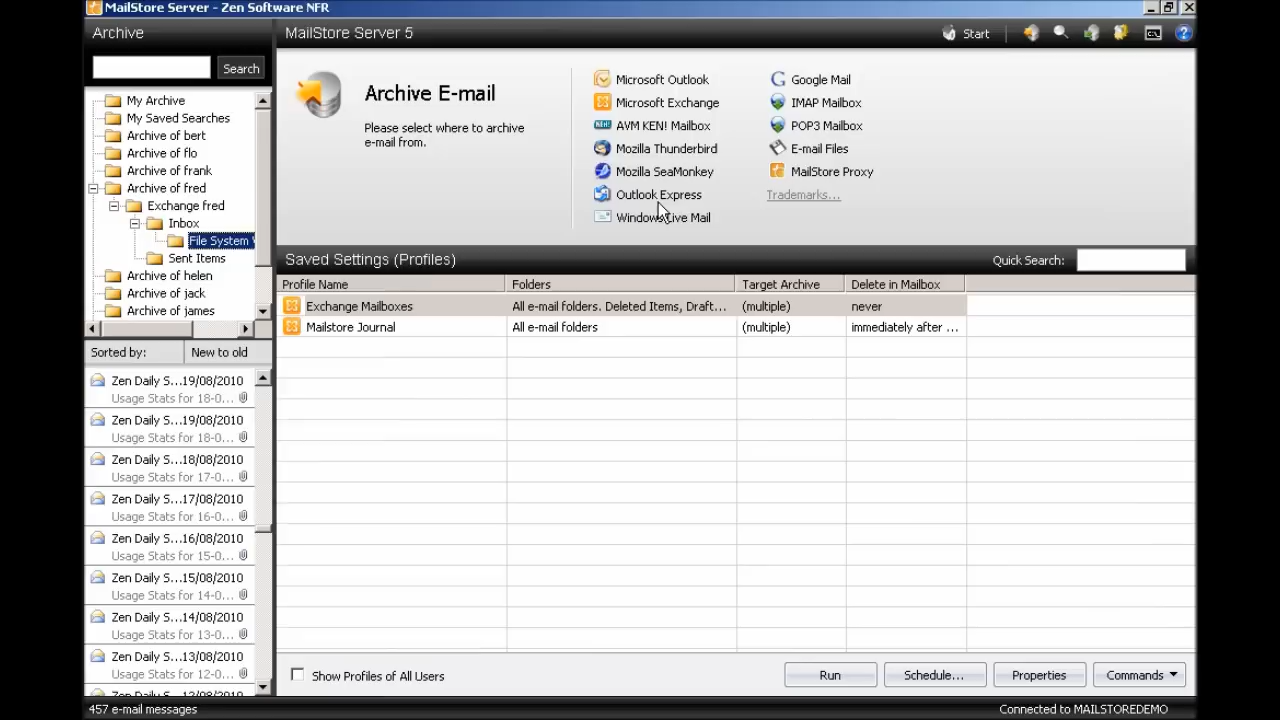 MailStore Server - Zen Software NFR
Archive
MailStore Server 5
Start
Search
My Archive
My Saved Searches
Archive of bert
Archive of flo
Archive of frank
Archive of fred
Exchange fred
Inbox
File System
Sent Items
Archive of helen
Archive of jack
Archive of james
Archive E-mail
Please select where to archive
e-mail from.
Microsoft Outlook
Microsoft Exchange
AVM KEN! Mailbox
Mozilla Thunderbird
Mozilla SeaMonkey
Outlook Express
Windows Live Mail
Google Mail
IMAP Mailbox
POP3 Mailbox
E-mail Files
MailStore Proxy
Trademarks...
Saved Settings (Profiles)
Quick Search:
Profile Name Folders Target Archive Delete in Mailbox
Exchange Mailboxes All e-mail folders. Deleted Items, Draft... (multiple) never
Mailstore Journal All e-mail folders (multiple) immediately after ...
Sorted by: New to old
Zen Daily S...19/08/2010
Usage Stats for 18-0...
Zen Daily S...19/08/2010
Usage Stats for 18-0...
Zen Daily S...18/08/2010
Usage Stats for 17-0...
Zen Daily S...17/08/2010
Usage Stats for 16-0...
Zen Daily S...16/08/2010
Usage Stats for 15-0...
Zen Daily S...15/08/2010
Usage Stats for 14-0...
Zen Daily S...14/08/2010
Usage Stats for 13-0...
Zen Daily S...13/08/2010
Usage Stats for 12-0...
Show Profiles of All Users
Run
Schedule...
Properties
Commands
457 e-mail messages
Connected to MAILSTOREDEMO